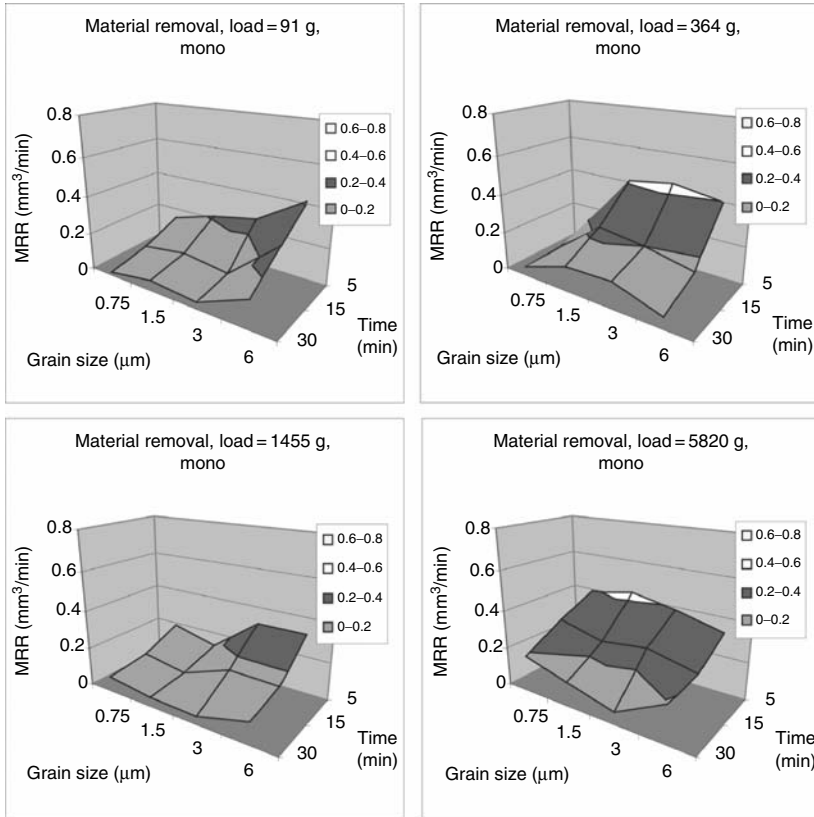 Material removal, load = 91 g,
mono
MRR (mm³/min)
0.8
0.6
0.4
0.2
0
0.6–0.8
0.4–0.6
0.2–0.4
0–0.2
0.75
1.5
3
6
Grain size (μm)
5
15
30
Time
(min)
Material removal, load = 364 g,
mono
MRR (mm³/min)
0.8
0.6
0.4
0.2
0
0.6–0.8
0.4–0.6
0.2–0.4
0–0.2
0.75
1.5
3
6
Grain size (μm)
5
15
30
Time
(min)
Material removal, load = 1455 g,
mono
MRR (mm³/min)
0.8
0.6
0.4
0.2
0
0.6–0.8
0.4–0.6
0.2–0.4
0–0.2
0.75
1.5
3
6
Grain size (μm)
5
15
30
Time
(min)
Material removal, load = 5820 g,
mono
MRR (mm³/min)
0.8
0.6
0.4
0.2
0
0.6–0.8
0.4–0.6
0.2–0.4
0–0.2
0.75
1.5
3
6
Grain size (μm)
5
15
30
Time
(min)